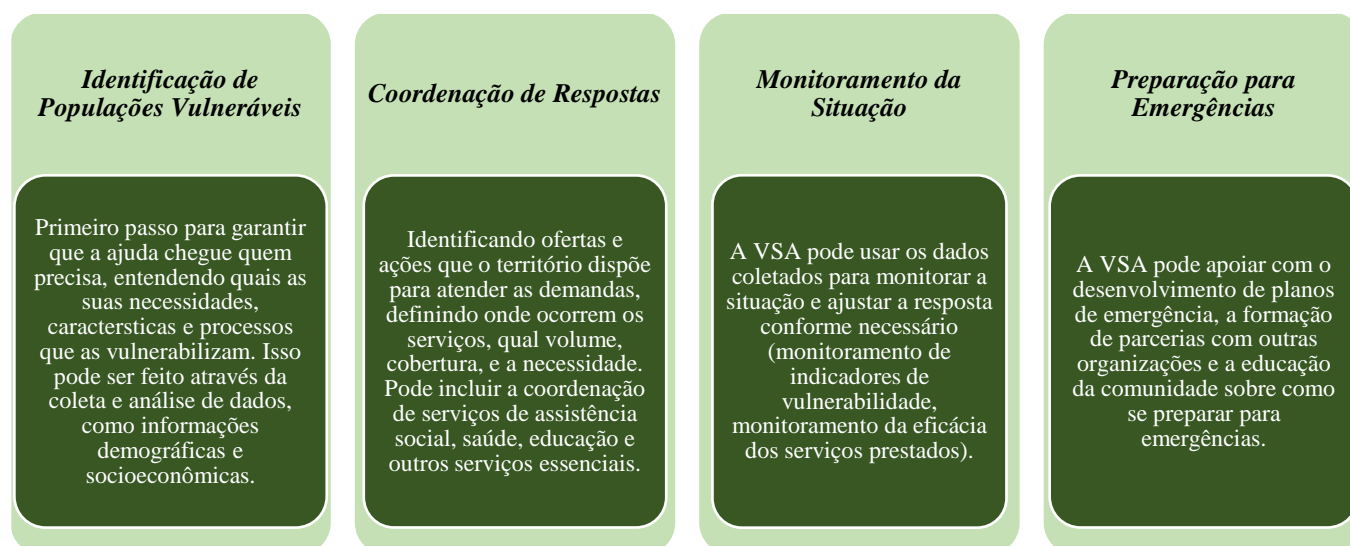 Identificação de
Populações Vulneráveis
Primeiro passo para garantir
que a ajuda chegue quem
precisa, entendendo quais as
suas necessidades,
caractersticas e processos
que as vulnerabilizam. Isso
pode ser feito através da
coleta e análise de dados,
como informações
demográficas e
socioeconômicas.
Coordenação de Respostas
Identificando ofertas e
ações que o território dispõe
para atender as demandas,
definindo onde ocorrem os
serviços, qual volume,
cobertura, e a necessidade.
Pode incluir a coordenação
de serviços de assistência
social, saúde, educação e
outros serviços essenciais.
Monitoramento da
Situação
A VSA pode usar os dados
coletados para monitorar a
situação e ajustar a resposta
conforme necessário
(monitoramento de
indicadores de
vulnerabilidade,
monitoramento da eficácia
dos serviços prestados).
Preparação para
Emergências
A VSA pode apoiar com o
desenvolvimento de planos
de emergência, a formação
de parcerias com outras
organizações e a educação
da comunidade sobre como
se preparar para
emergências.